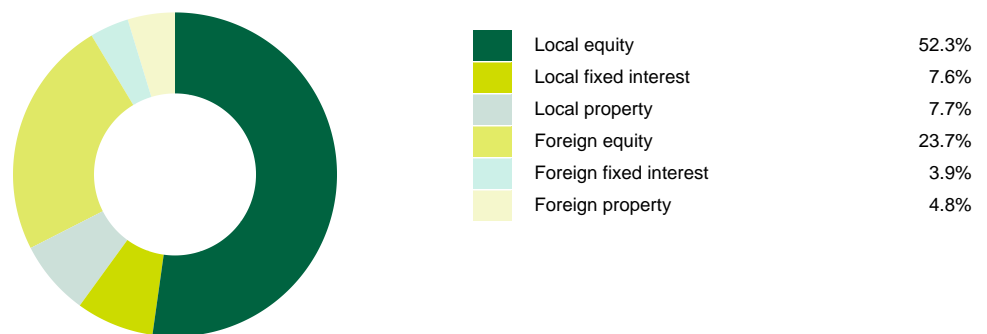 Local equity 52.3%
Local fixed interest 7.6%
Local property 7.7%
Foreign equity 23.7%
Foreign fixed interest 3.9%
Foreign property 4.8%